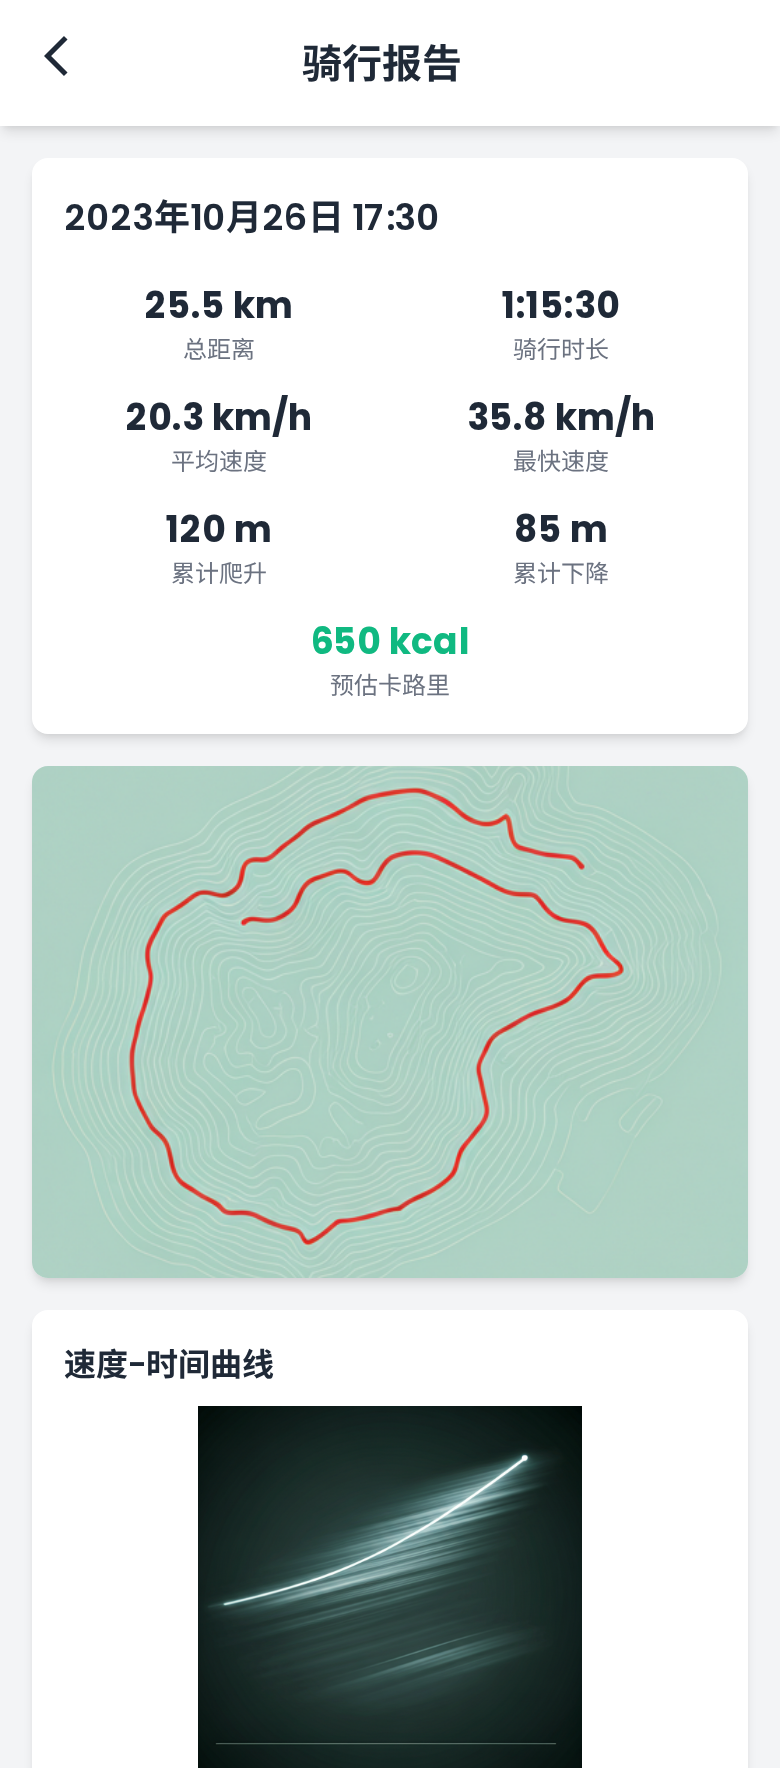 骑行报告
2023年10月26日 17:30
25.5 km
1:15:30
总距离
骑行时长
20.3 km/h
35.8 km/h
平均速度
最快速度
120 m
85 m
累计爬升
累计下降
650 kcal
预估卡路里
速度-时间曲线